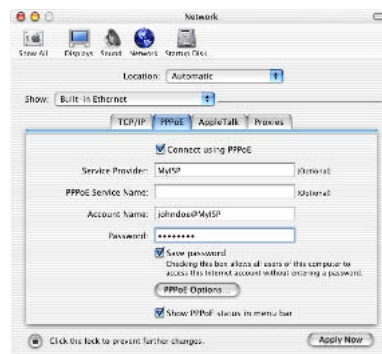 Network
Show All Displays Sound Network Startup Disk
Location: Automatic
Show: Built-in Ethernet
TCP/IP PPPoE AppleTalk Proxies
Connect using PPPoE
Service Provider: MyISP (Optional)
PPPoE Service Name: (Optional)
Account Name: johndoe@MyISP
Password: ••••••••
Save password
Checking this box allows all users of this computer to
access this Internet account without entering a password.
PPPoE Options...
Show PPPoE status in menu bar
Click the lock to prevent further changes. Apply Now